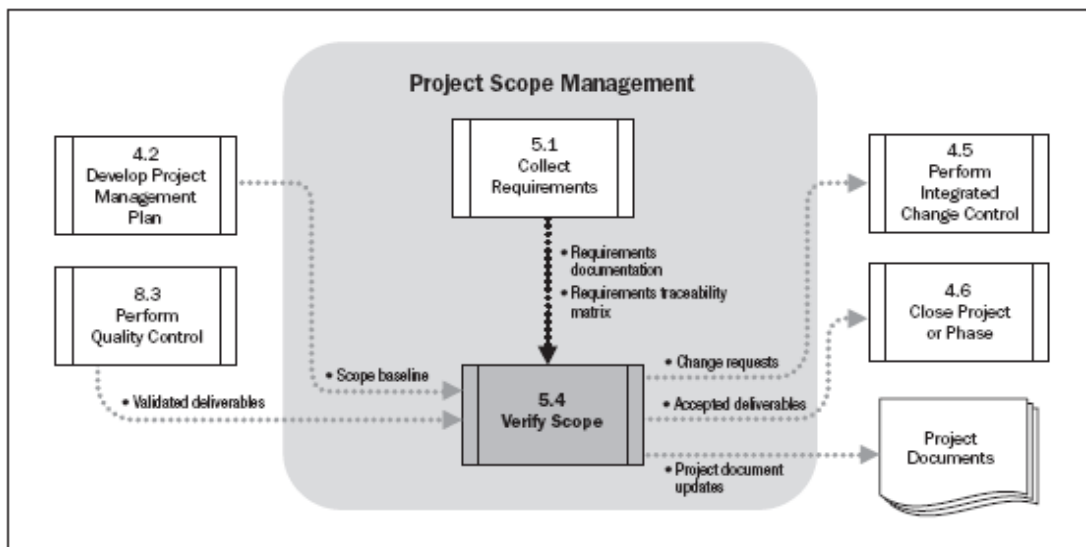 Project Scope Management
4.2
Develop Project
Management
Plan
5.1
Collect
Requirements
4.5
Perform
Integrated
Change Control
• Requirements
documentation
• Requirements traceability
matrix
8.3
Perform
Quality Control
4.6
Close Project
or Phase
• Scope baseline
• Change requests
• Validated deliverables
5.4
Verify Scope
• Accepted deliverables
• Project document
updates
Project
Documents